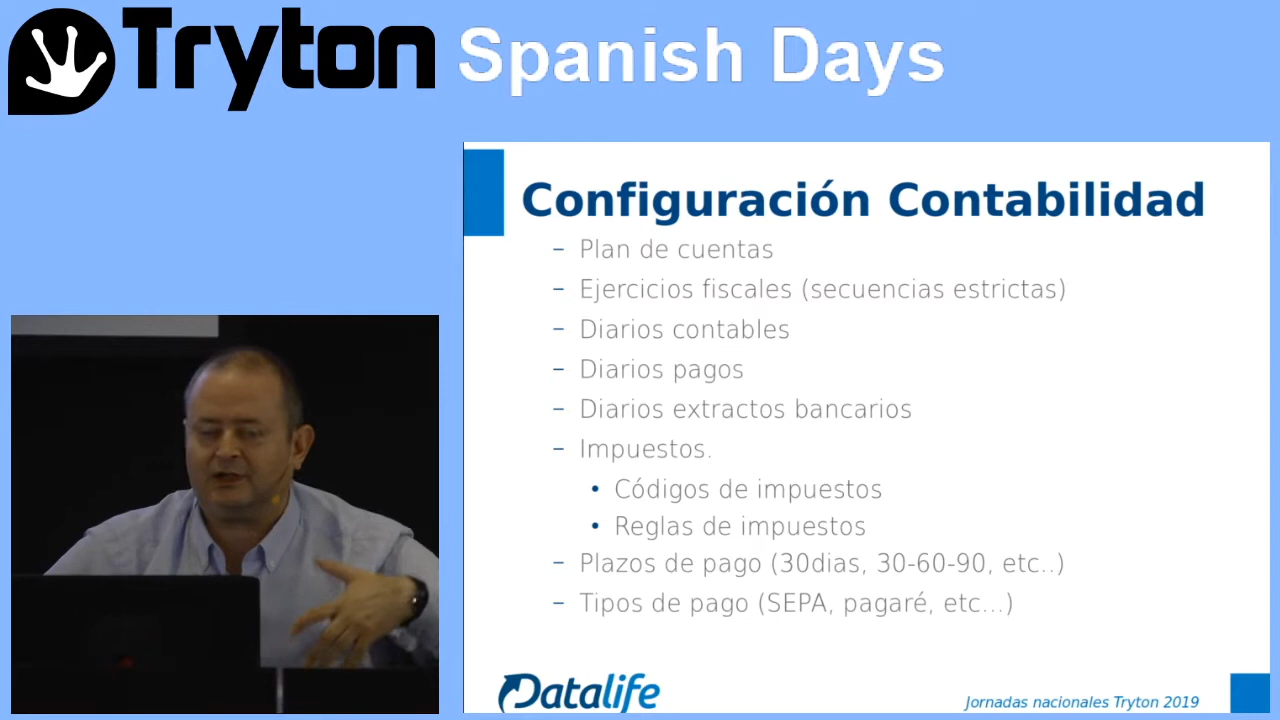 Tryton Spanish Days
Configuración Contabilidad
– Plan de cuentas
– Ejercicios fiscales (secuencias estrictas)
– Diarios contables
– Diarios pagos
– Diarios extractos bancarios
– Impuestos.
• Códigos de impuestos
• Reglas de impuestos
– Plazos de pago (30dias, 30-60-90, etc..)
– Tipos de pago (SEPA, pagaré, etc...)
Datalife
Jornadas nacionales Tryton 2019